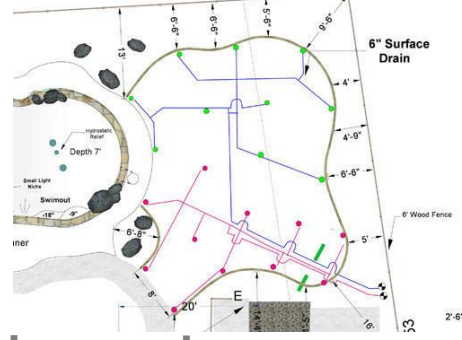 6'-6"
6'-6"
5'-6"
9'-9"
6" Surface
Drain
13'
4'
Hydrostatic
Relief
4'-9"
Depth 7'
6'-6"
Small Light
Niche
Swimout
-18"
-9"
6' Wood Fence
6'-8"
5'
ner
8'
20'
E
16'
2'-6"
53